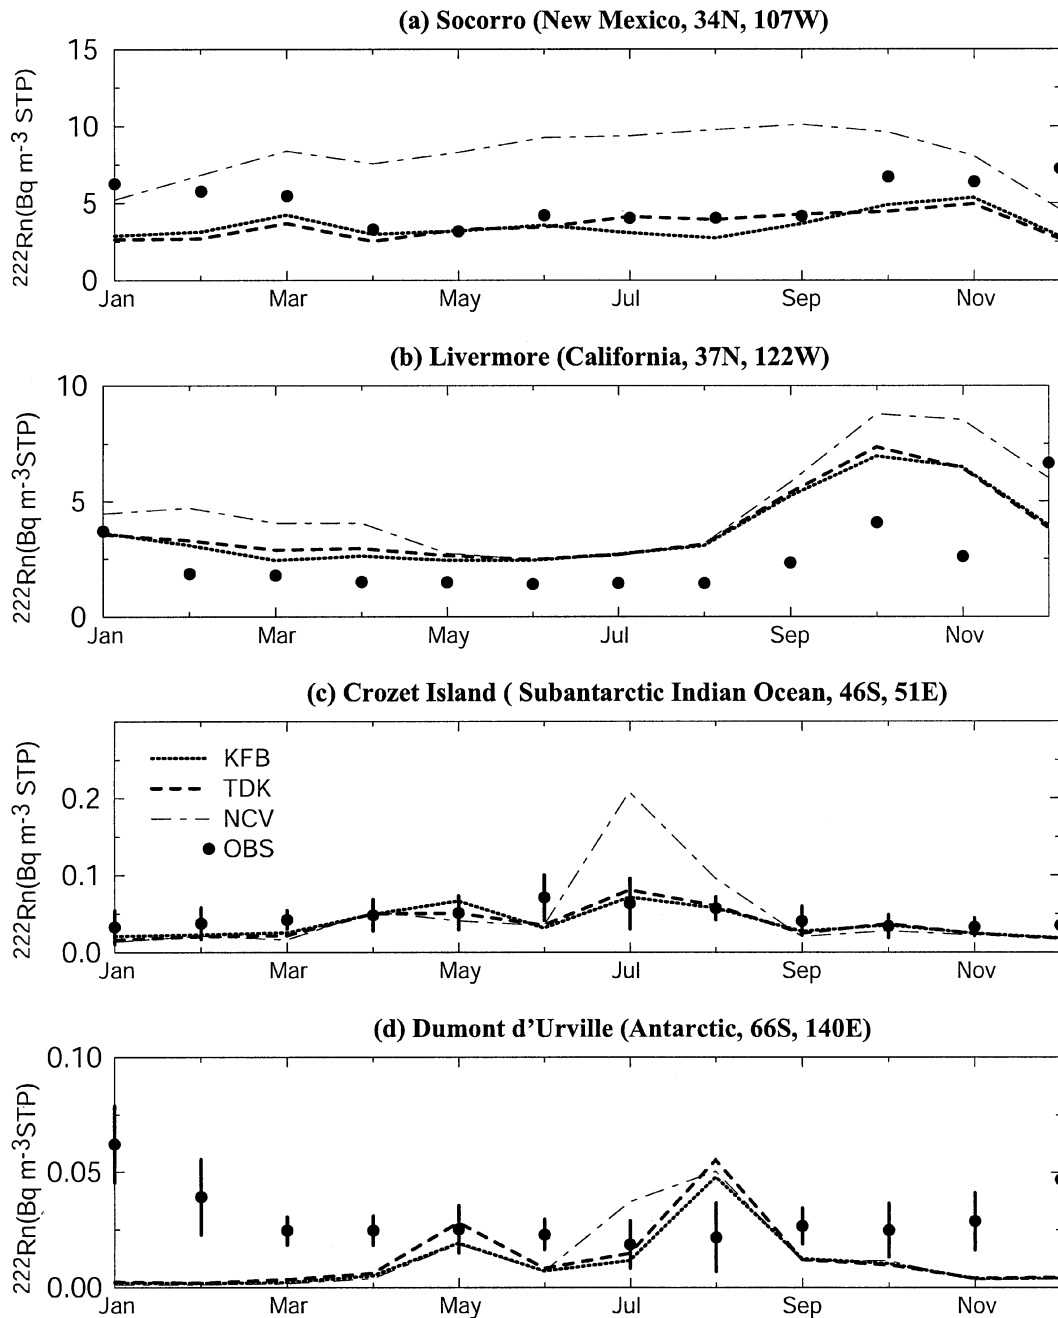 (a) Socorro (New Mexico, 34N, 107W)
222Rn(Bq m-3 STP)
15
10
5
0
Jan Mar May Jul Sep Nov
(b) Livermore (California, 37N, 122W)
222Rn(Bq m-3STP)
10
5
0
Jan Mar May Jul Sep Nov
(c) Crozet Island ( Subantarctic Indian Ocean, 46S, 51E)
222Rn(Bq m-3 STP)
KFB
TDK
NCV
OBS
0.2
0.1
0.0
Jan Mar May Jul Sep Nov
(d) Dumont d'Urville (Antarctic, 66S, 140E)
222Rn(Bq m-3STP)
0.10
0.05
0.00
Jan Mar May Jul Sep Nov